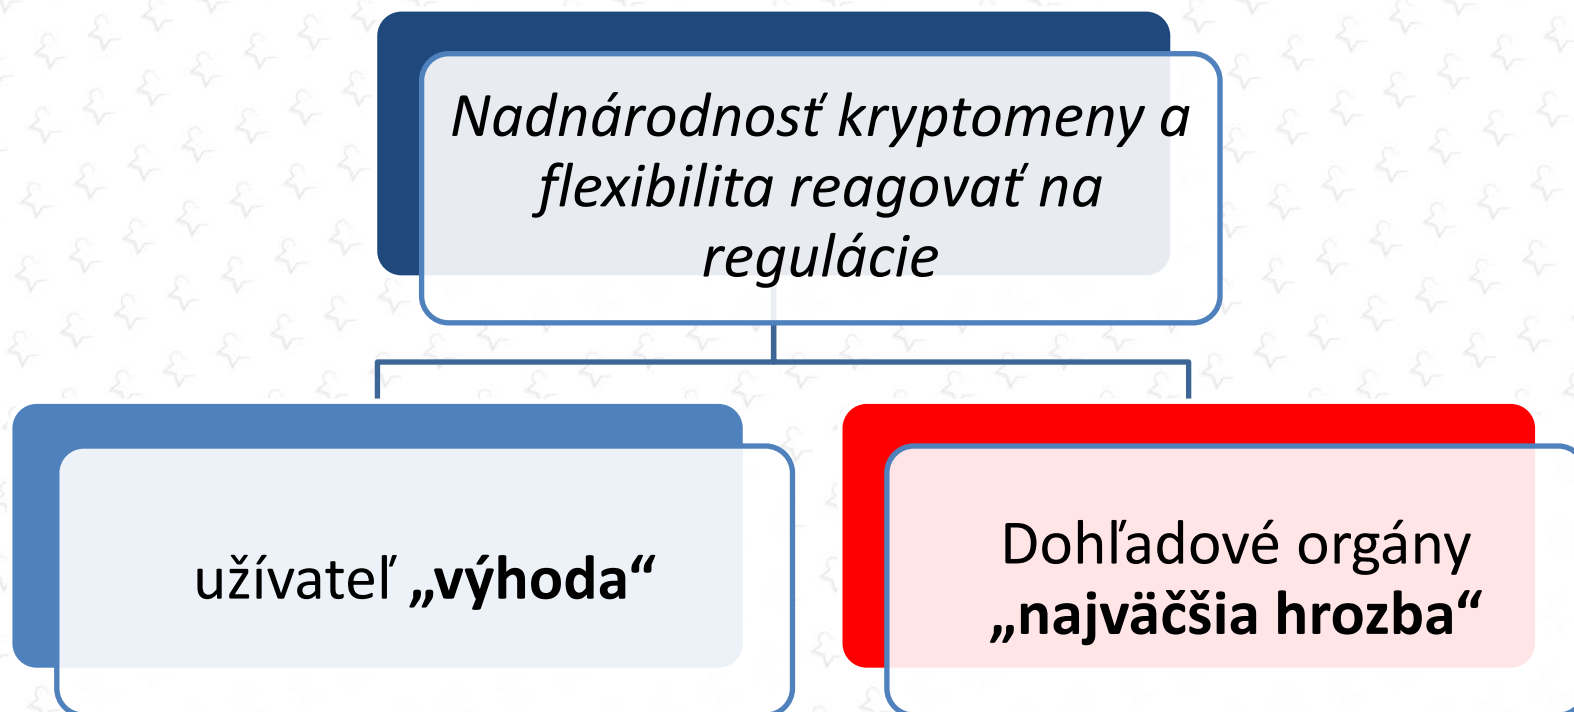 Nadnárodnosť kryptomeny a
flexibilita reagovať na
regulácie
užívateľ „výhoda“
Dohľadové orgány
„najväčšia hrozba“